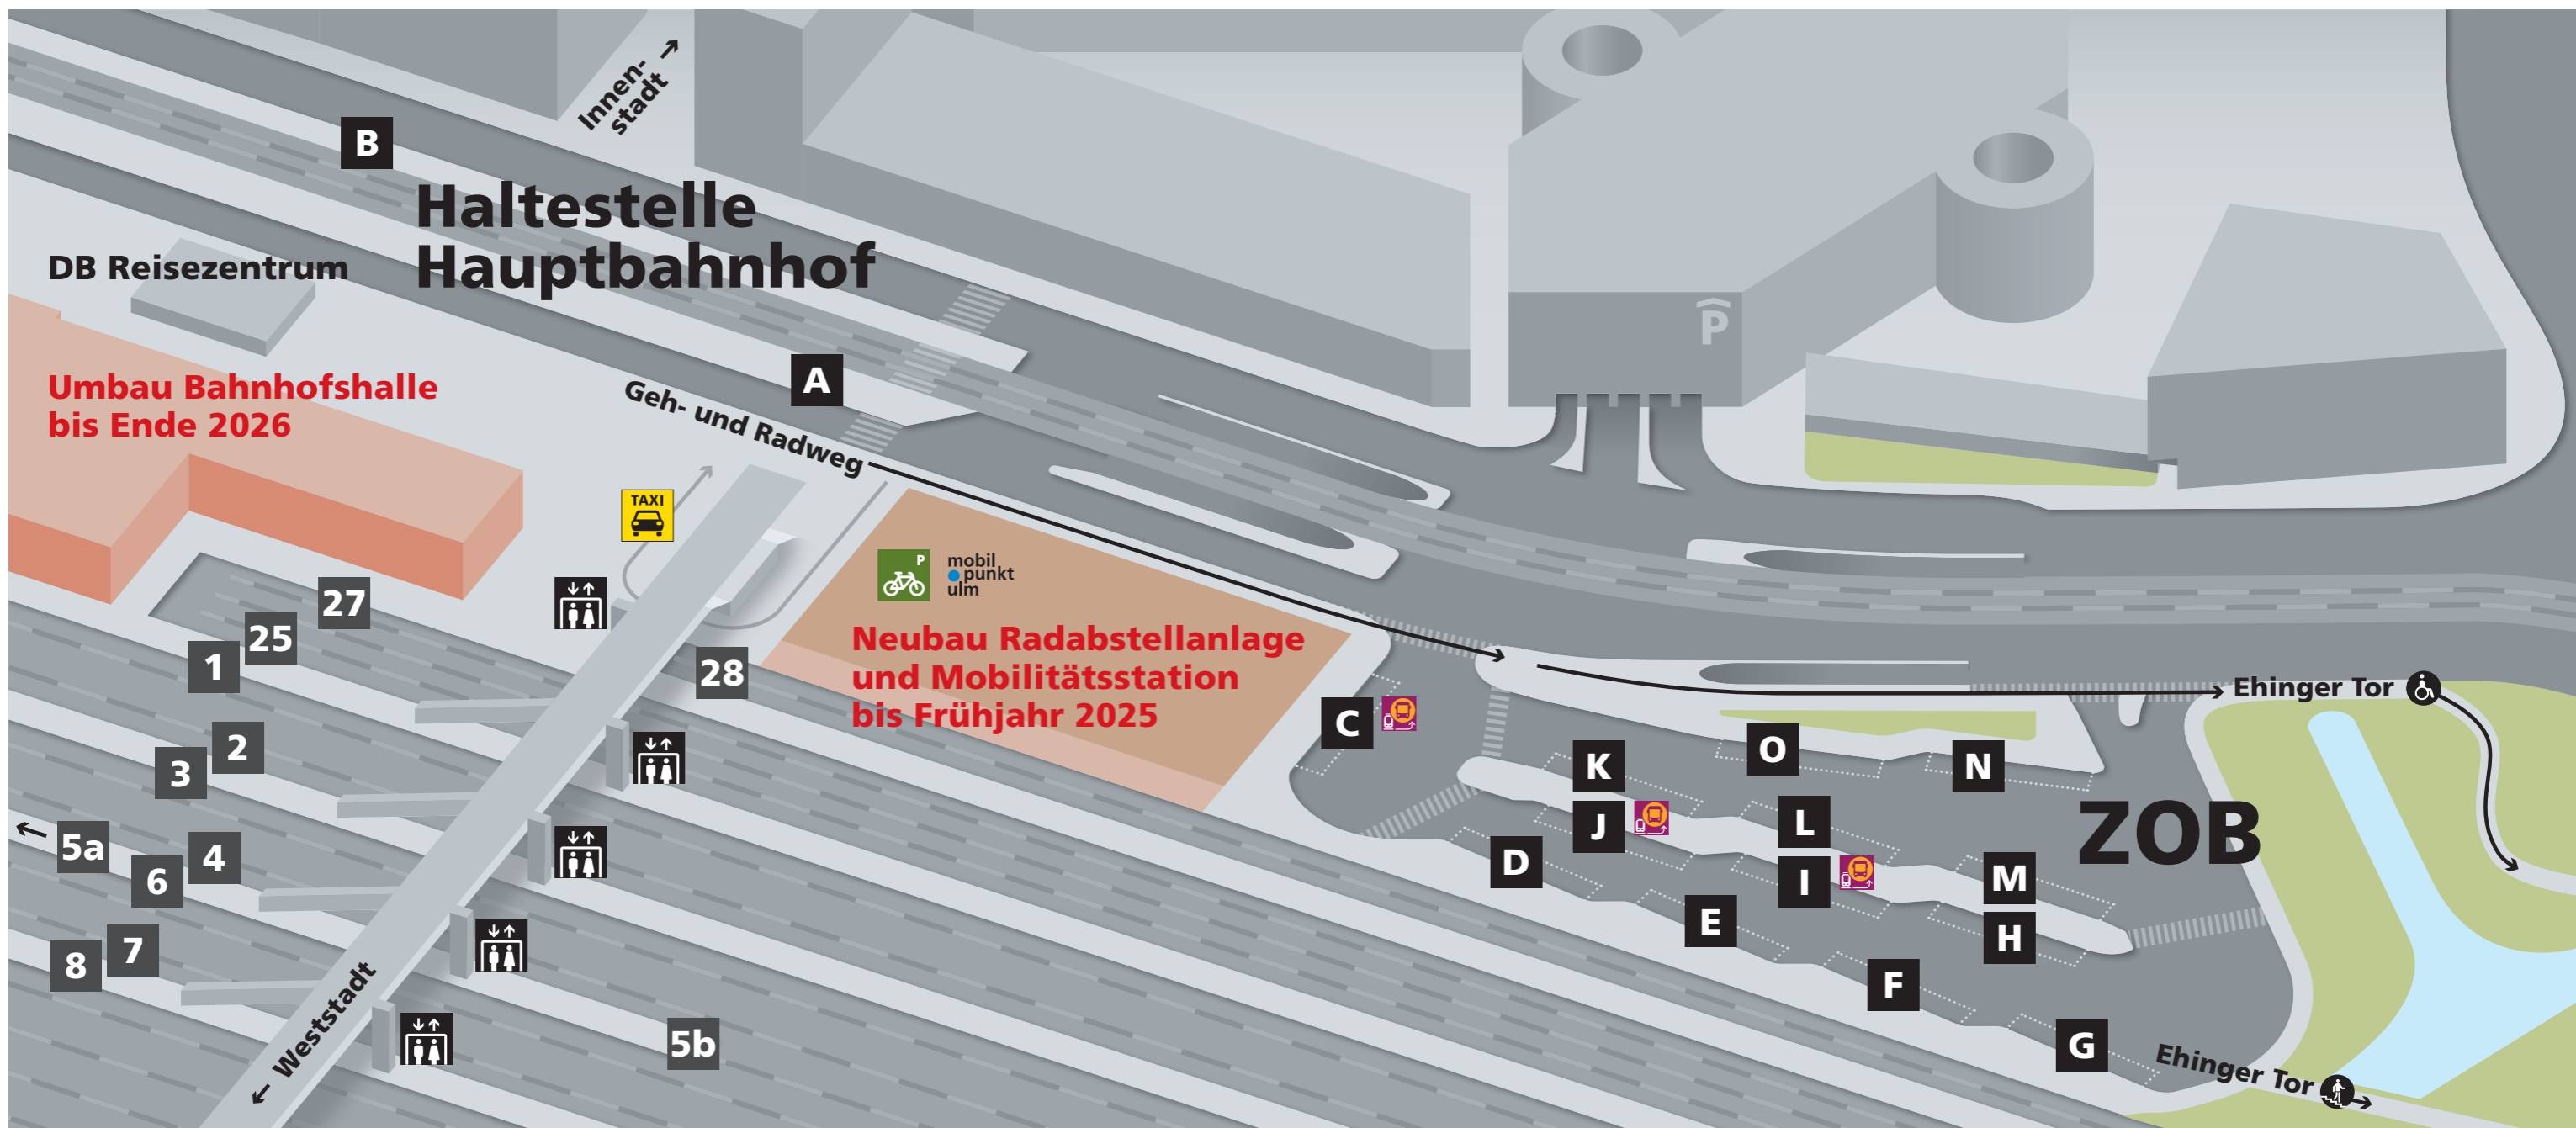 Innen-
stadt
B
Haltestelle
Hauptbahnhof
DB Reisezentrum
P
Umbau Bahnhofshalle
bis Ende 2026
A
Geh- und Radweg
TAXI
P
mobil
punkt
ulm
Neubau Radabstellanlage
und Mobilitätsstation
bis Frühjahr 2025
27
25
1
28
2
3
5a
4
6
7
8
5b
Weststadt
Ehinger Tor
C
K
O
N
J
L
ZOB
D
I
M
E
H
F
G
Ehinger Tor